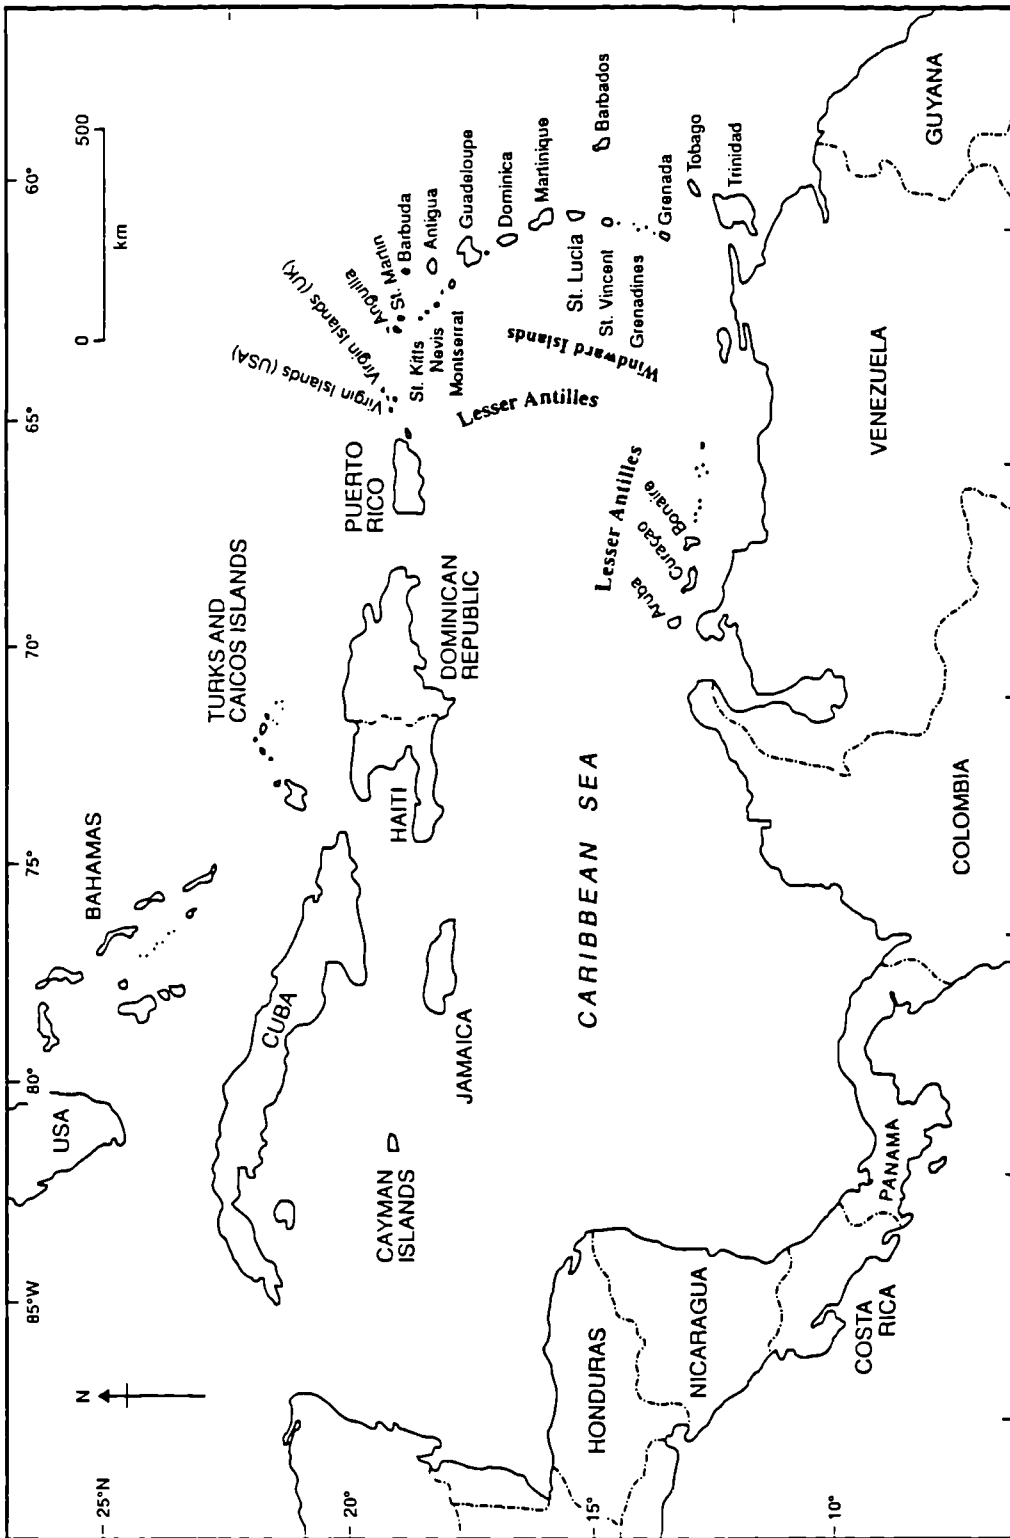 85°W
80°
75°
70°
65°
60°
0
500
km
N
25°N
20°
15°
10°
USA
BAHAMAS
TURKS AND
CAICOS ISLANDS
CUBA
CAYMAN
ISLANDS
JAMAICA
HAITI
DOMINICAN
REPUBLIC
PUERTO
RICO
Virgin Islands (USA)
Virgin Islands (UK)
Anguilla
St. Martin
Barbuda
Antigua
St. Kitts
Nevis
Montserrat
Guadeloupe
Dominica
Martinique
Lesser Antilles
Windward Islands
St. Lucia
Barbados
St. Vincent
Grenadines
Grenada
Tobago
Trinidad
CARIBBEAN SEA
Lesser Antilles
Aruba
Curaçao
Bonaire
HONDURAS
NICARAGUA
COSTA
RICA
PANAMA
COLOMBIA
VENEZUELA
GUYANA